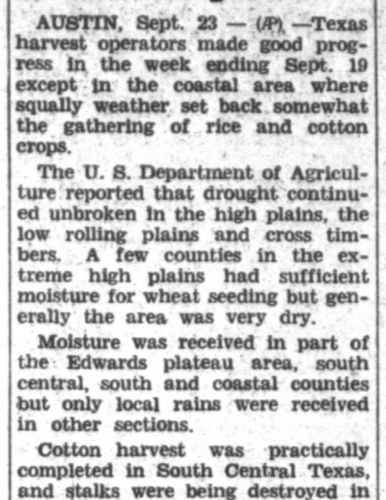 AUSTIN, Sept. 23 — (AP). —Texas
harvest operators made good prog-
ress in the week ending Sept. 19
except in the coastal area where
squally weather set back somewhat
the gathering of rice and cotton
crops.
The U. S. Department of Agricul-
ture reported that drought continu-
ed unbroken in the high plains, the
low rolling plains and cross tim-
bers. A few counties in the ex-
treme high plains had sufficient
moisture for wheat seeding but gen-
erally the area was very dry.
Moisture was received in part of
the Edwards plateau area, south
central, south and coastal counties
but only local rains were received
in other sections.
Cotton harvest was practically
completed in South Central Texas,
and stalks were being destroyed in